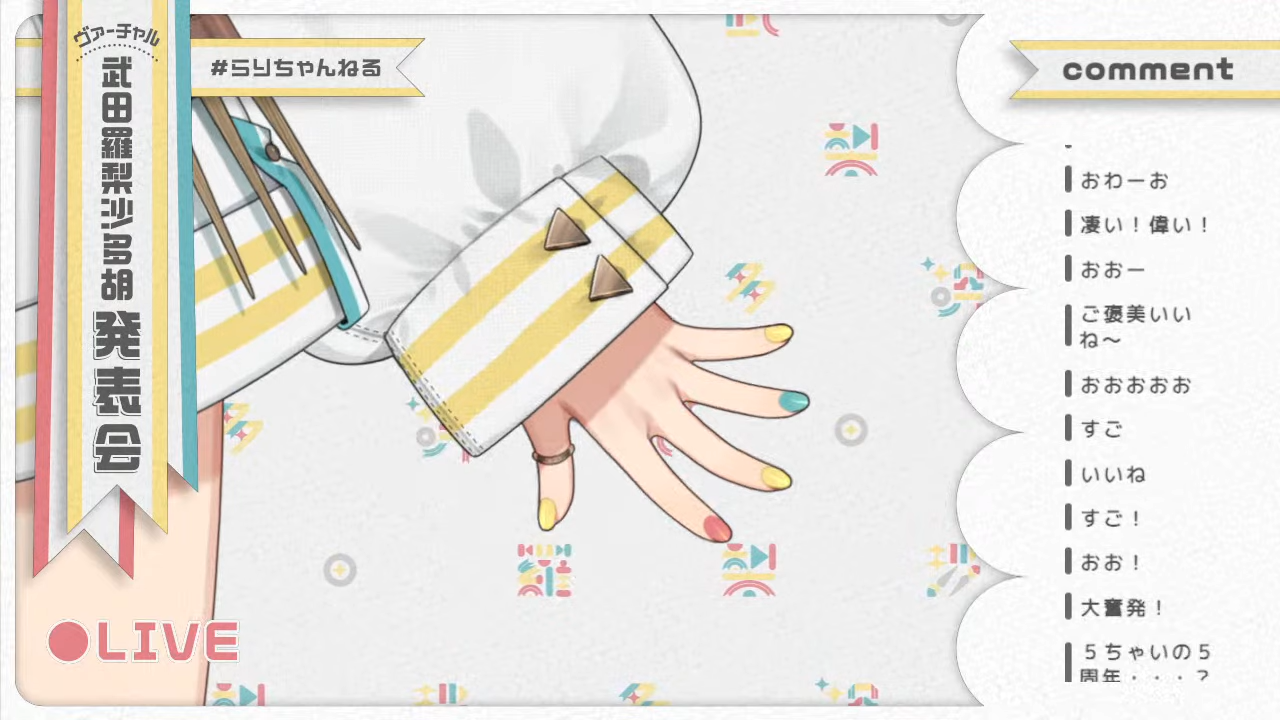 ヴァーチャル
武田羅梨沙多胡
発表会
#らりちゃんねる
comment
おわーお
凄い！偉い！
おおー
ご褒美いい
ね～
おおおおお
すご
いいね
すご！
おお！
大奮発！
５ちゃいの５
周年・・・？
●LIVE